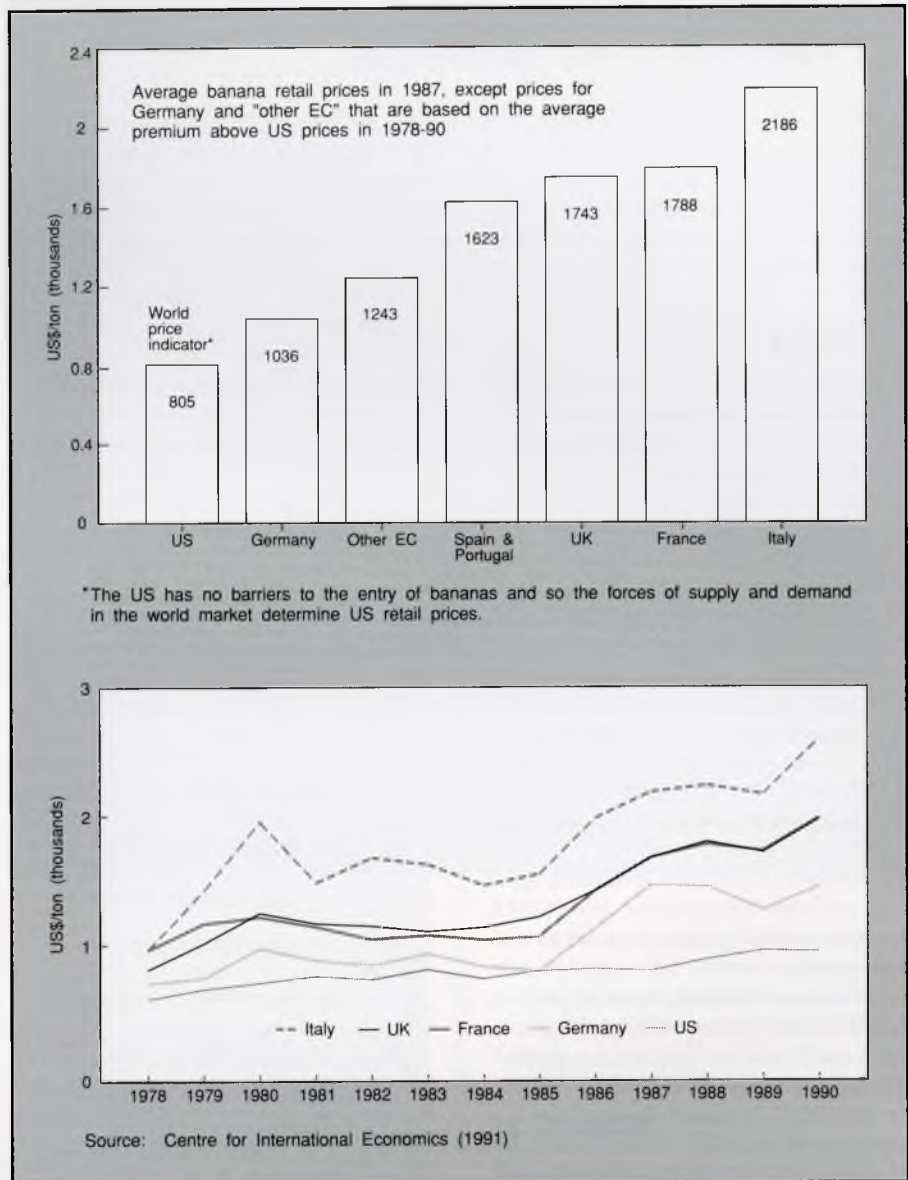 2.4
2
1.6
1.2
0.8
0.4
0
US$/ton (thousands)
Average banana retail prices in 1987, except prices for
Germany and "other EC" that are based on the average
premium above US prices in 1978-90
World
price
indicator*
805
1036
1243
1623
1743
1788
2186
US
Germany
Other EC
Spain &
Portugal
UK
France
Italy
*The US has no barriers to the entry of bananas and so the forces of supply and demand
in the world market determine US retail prices.
3
2
1
0
US$/ton (thousands)
Italy UK France Germany US
1978 1979 1980 1981 1982 1983 1984 1985 1986 1987 1988 1989 1990
Source: Centre for International Economics (1991)